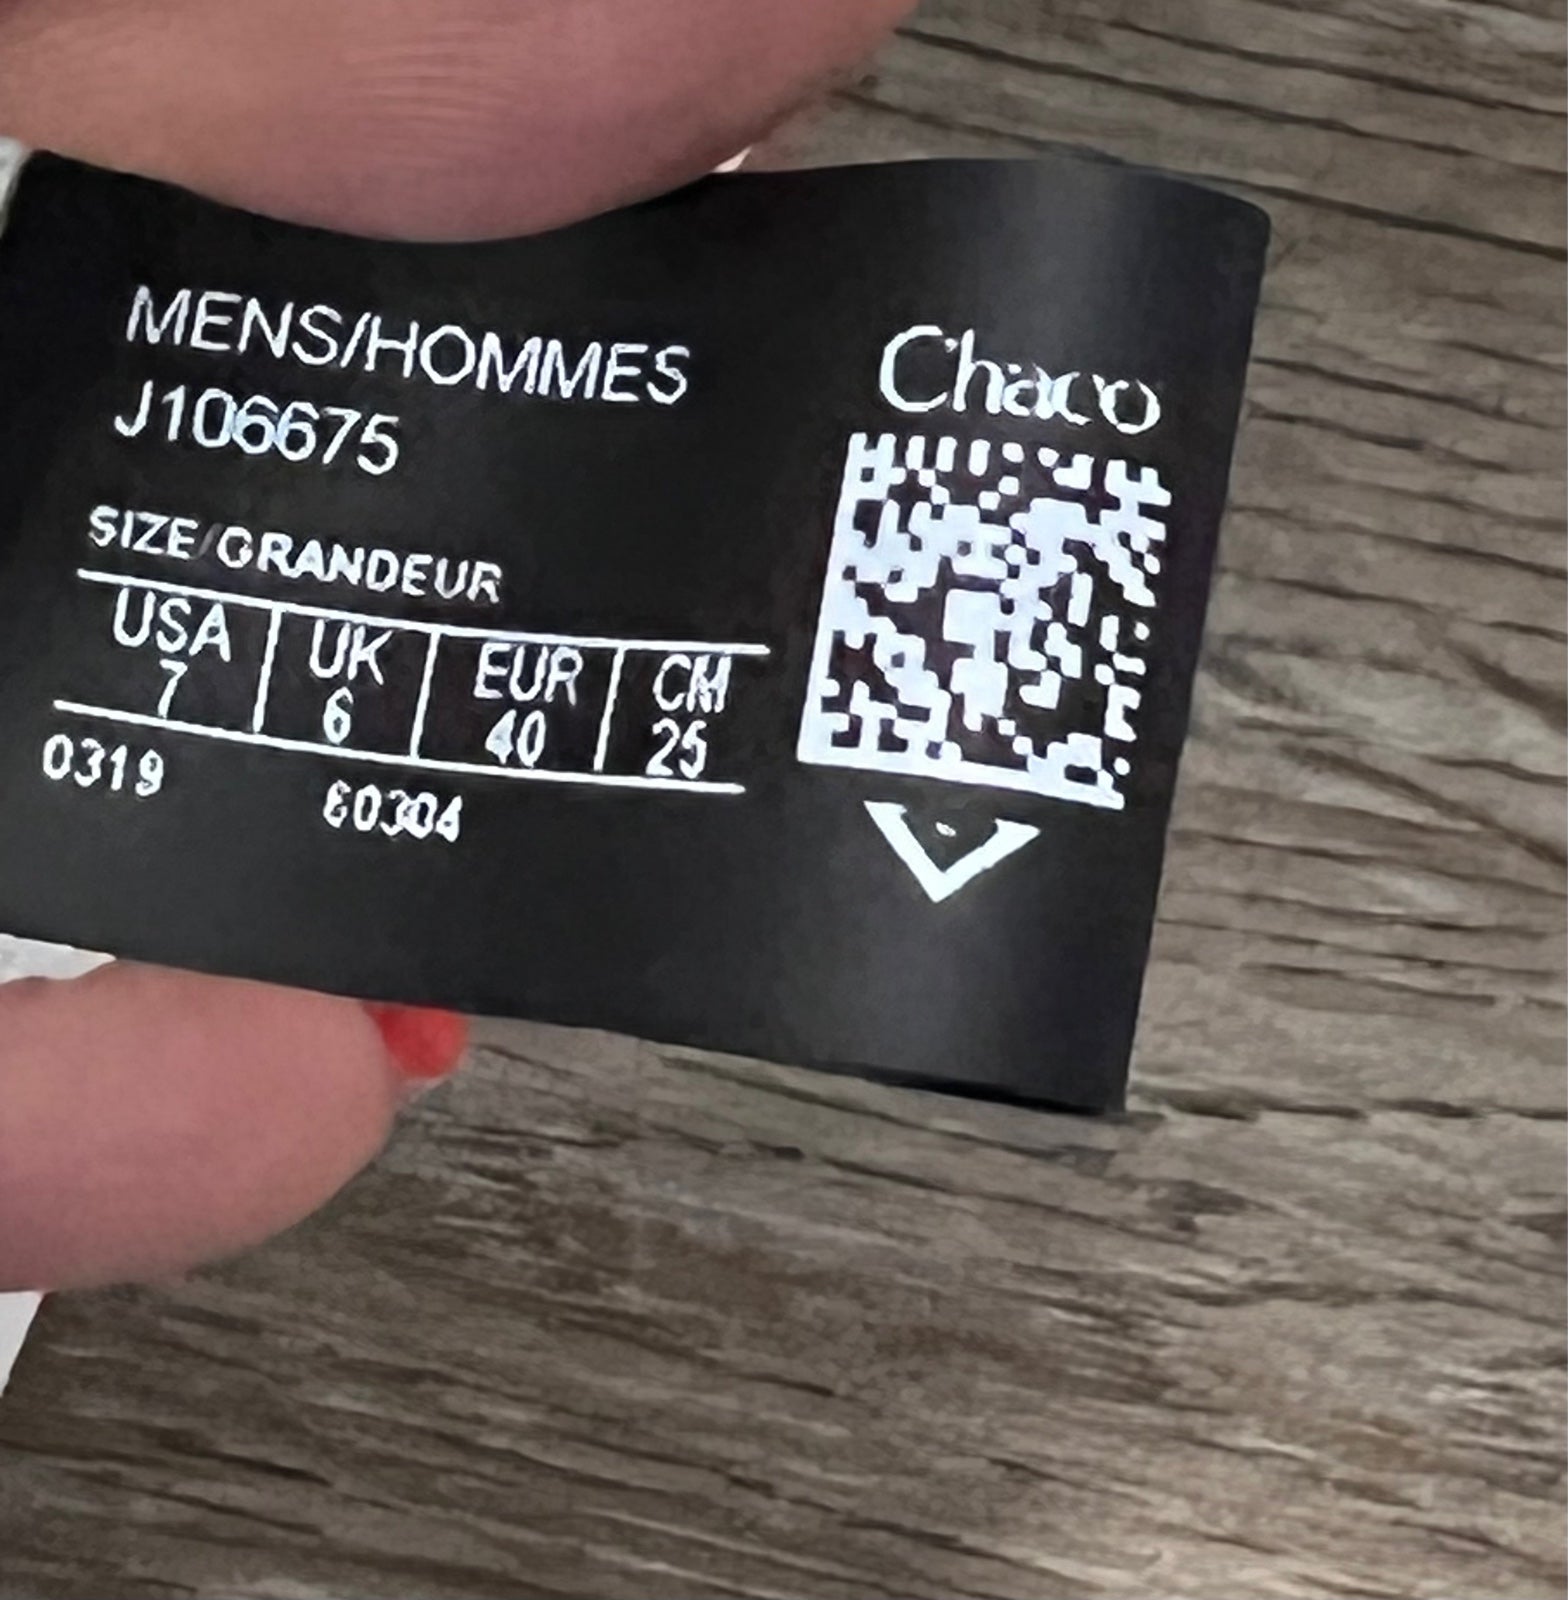 MENS/HOMMES
J106675
Chaco
SIZE/GRANDEUR
USA UK EUR CM
7 6 40 25
0319